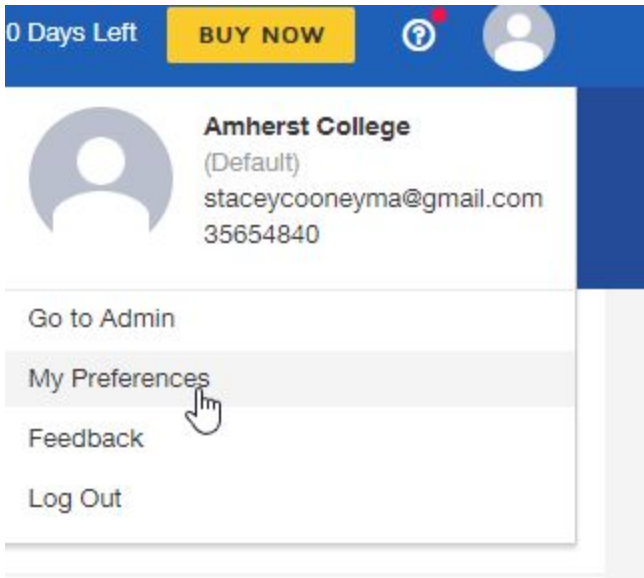 0 Days Left BUY NOW
Amherst College
(Default)
staceycooneyma@gmail.com
35654840
Go to Admin
My Preferences
Feedback
Log Out